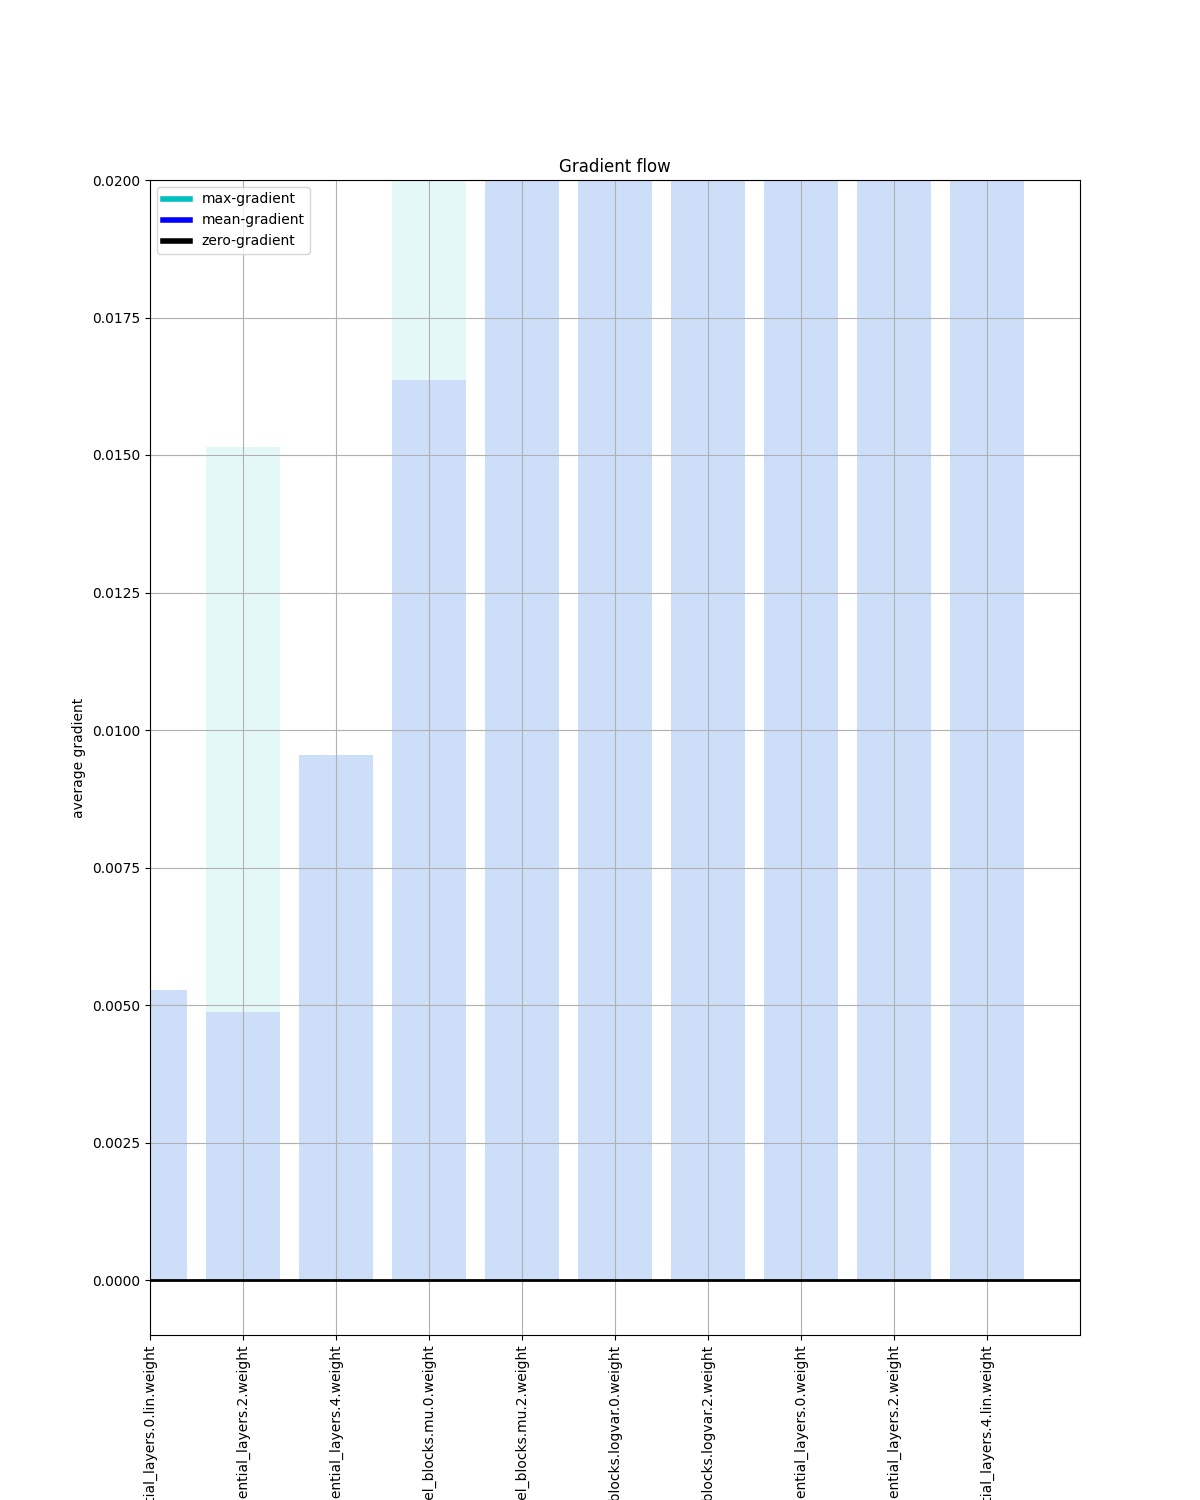 Gradient flow
max-gradient
mean-gradient
zero-gradient
0.0200
0.0175
0.0150
0.0125
0.0100
0.0075
0.0050
0.0025
0.0000
average gradient
tial_layers.0.lin.weight
ential_layers.2.weight
ential_layers.4.weight
el_blocks.mu.0.weight
el_blocks.mu.2.weight
blocks.logvar.0.weight
blocks.logvar.2.weight
ential_layers.0.weight
ential_layers.2.weight
tial_layers.4.lin.weight